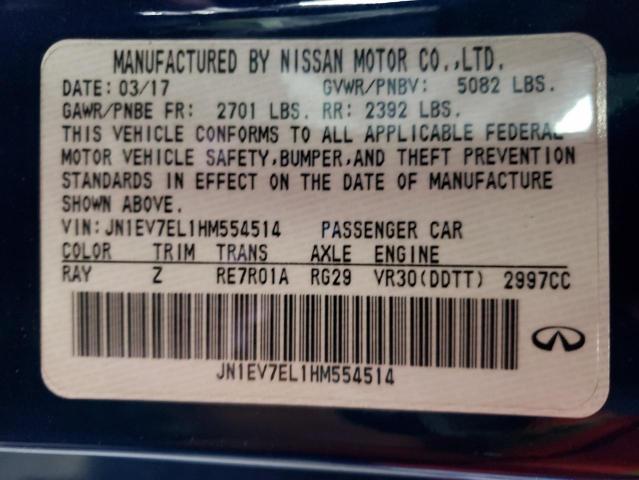 MANUFACTURED BY NISSAN MOTOR CO.,LTD.
DATE: 03/17 GVWR/PNBV: 5082 LBS.
GAWR/PNBE FR: 2701 LBS. RR: 2392 LBS.
THIS VEHICLE CONFORMS TO ALL APPLICABLE FEDERAL
MOTOR VEHICLE SAFETY,BUMPER,AND THEFT PREVENTION
STANDARDS IN EFFECT ON THE DATE OF MANUFACTURE
SHOWN ABOVE.
VIN: JN1EV7EL1HM554514 PASSENGER CAR
COLOR TRIM TRANS AXLE ENGINE
RAY Z RE7R01A RG29 VR30(DDTT) 2997CC
JN1EV7EL1HM554514